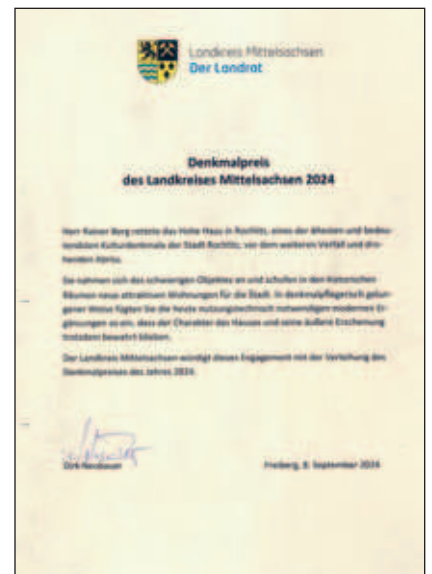 Landkreis Mittelsachsen
Der Landrat
Denkmalpreis
des Landkreises Mittelsachsen 2024
Herr Rainer Berg rettete das Hohe Haus in Rochlitz, eines der ältesten und bedeu-
tendsten Kulturdenkmale der Stadt Rochlitz, vor dem weiteren Verfall und dro-
henden Abriss.
Sie nahmen sich des schwierigen Objektes an und schufen in den historischen
Räumen neue attraktiven Wohnungen für die Stadt. In denkmalpflegerisch gelun-
gener Weise fügten Sie die heute nutzungstechnisch notwendigen modernen Er-
gänzungen so ein, dass der Charakter des Hauses und seine äußere Erscheinung
trotzdem bewahrt blieben.
Der Landkreis Mittelsachsen würdigt dieses Engagement mit der Verleihung des
Denkmalpreises des Jahres 2024.
Dirk Neubauer
Freiberg, 8. September 2024